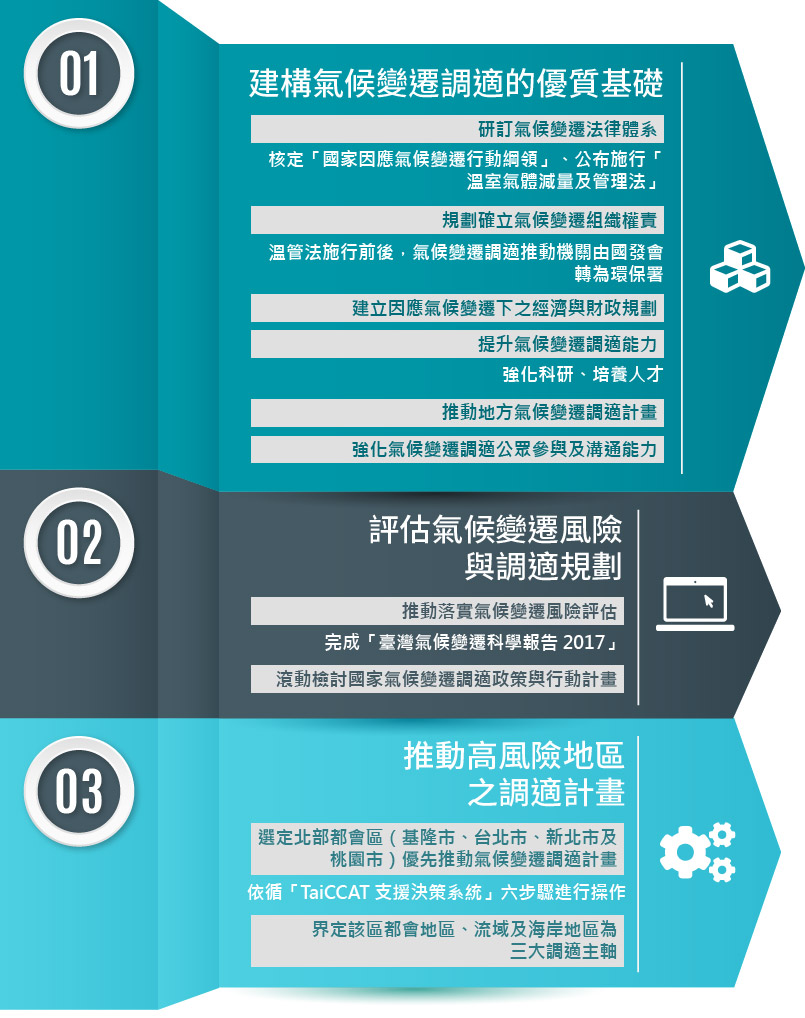 01
建構氣候變遷調適的優質基礎
研訂氣候變遷法律體系
核定「國家因應氣候變遷行動綱領」、公布施行「
溫室氣體減量及管理法」
規劃確立氣候變遷組織權責
溫管法施行前後，氣候變遷調適推動機關由國發會
轉為環保署
建立因應氣候變遷下之經濟與財政規劃
提升氣候變遷調適能力
強化科研、培養人才
推動地方氣候變遷調適計畫
強化氣候變遷調適公眾參與及溝通能力
02
評估氣候變遷風險
與調適規劃
推動落實氣候變遷風險評估
完成「臺灣氣候變遷科學報告 2017」
滾動檢討國家氣候變遷調適政策與行動計畫
03
推動高風險地區
之調適計畫
選定北部都會區（基隆市、台北市、新北市及
桃園市）優先推動氣候變遷調適計畫
依循「TaiCCAT 支援決策系統」六步驟進行操作
界定該區都會地區、流域及海岸地區為
三大調適主軸